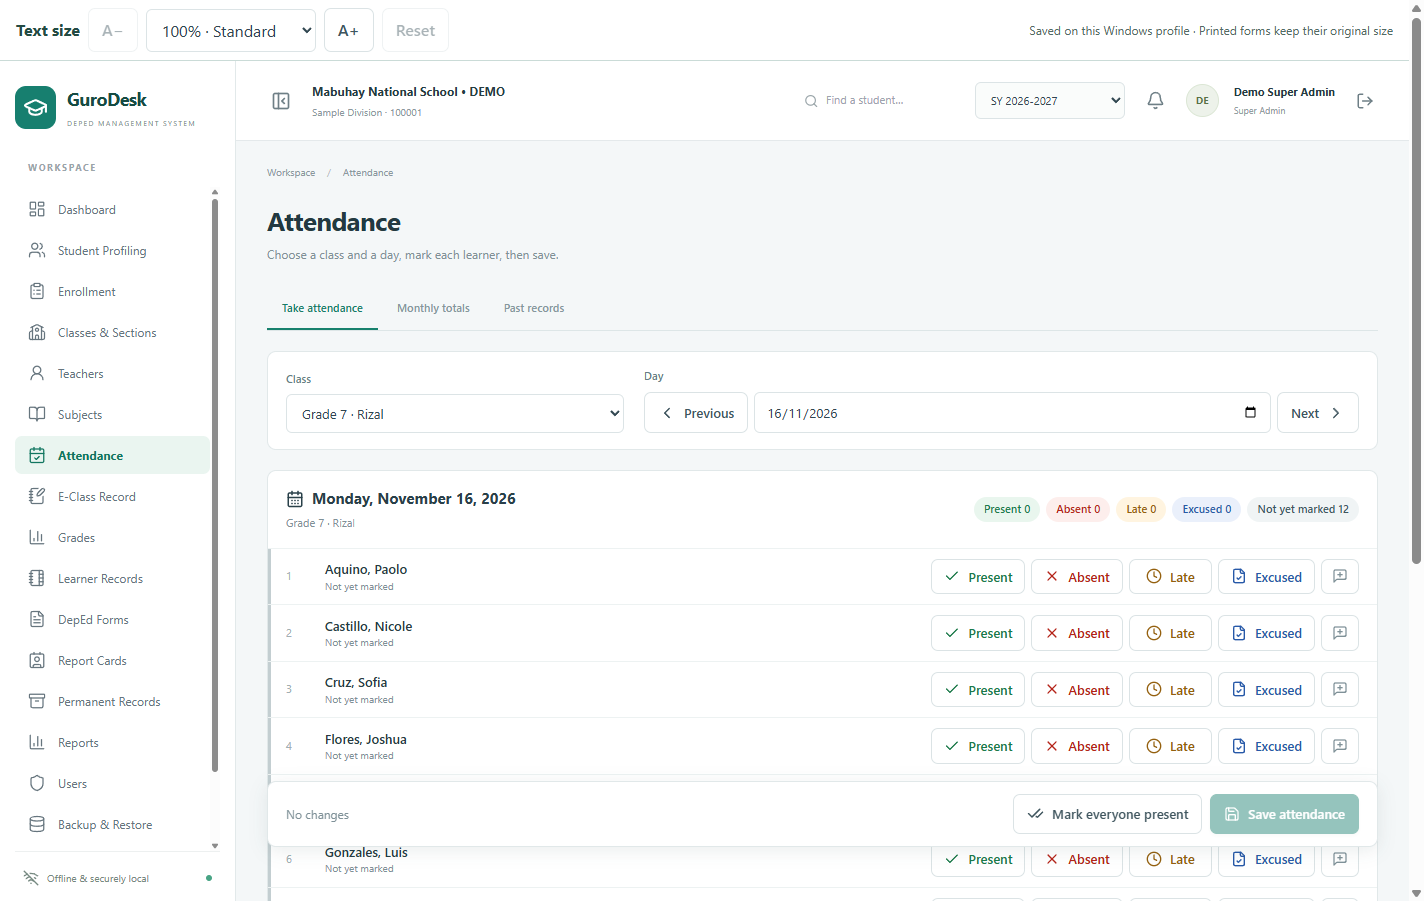 Text size
A−
100% · Standard
A+
Reset
Saved on this Windows profile · Printed forms keep their original size
GuroDesk
DEPED MANAGEMENT SYSTEM
Mabuhay National School • DEMO
Sample Division · 100001
Find a student...
SY 2026-2027
DE
Demo Super Admin
Super Admin
WORKSPACE
Dashboard
Student Profiling
Enrollment
Classes & Sections
Teachers
Subjects
Attendance
E-Class Record
Grades
Learner Records
DepEd Forms
Report Cards
Permanent Records
Reports
Users
Backup & Restore
Offline & securely local
Workspace / Attendance
Attendance
Choose a class and a day, mark each learner, then save.
Take attendance
Monthly totals
Past records
Class
Grade 7 · Rizal
Day
Previous
16/11/2026
Next
Monday, November 16, 2026
Grade 7 · Rizal
Present 0
Absent 0
Late 0
Excused 0
Not yet marked 12
1 Aquino, Paolo
Not yet marked
Present Absent Late Excused
2 Castillo, Nicole
Not yet marked
Present Absent Late Excused
3 Cruz, Sofia
Not yet marked
Present Absent Late Excused
4 Flores, Joshua
Not yet marked
Present Absent Late Excused
No changes
Mark everyone present
Save attendance
6 Gonzales, Luis
Not yet marked
Present Absent Late Excused